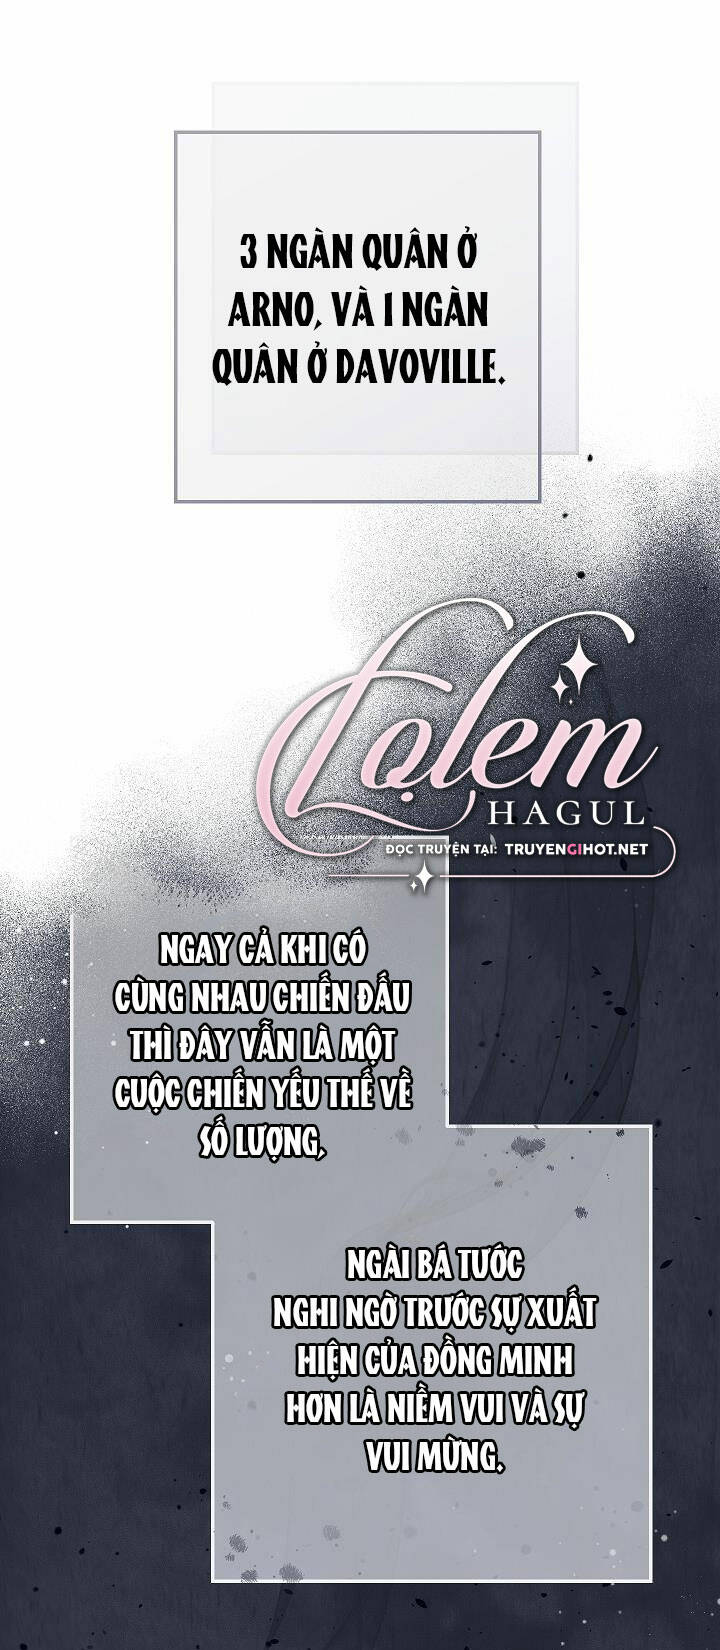 3 NGÀN QUÂN Ở
ARNO, VÀ 1 NGÀN
QUÂN Ở DAVOVILLE.
Lọlem
HAGUL
ĐỌC TRUYỆN TẠI: TRUYENGIHOT.NET
NGAY CẢ KHI CÓ
CÙNG NHAU CHIẾN ĐẤU
THÌ ĐÂY VẪN LÀ MỘT
CUỘC CHIẾN YẾU THẾ VỀ
SỐ LƯỢNG,
NGÀI BÁ TƯỚC
NGHI NGỜ TRƯỚC SỰ XUẤT
HIỆN CỦA ĐỒNG MINH
HƠN LÀ NIỀM VUI VÀ SỰ
VUI MỪNG.